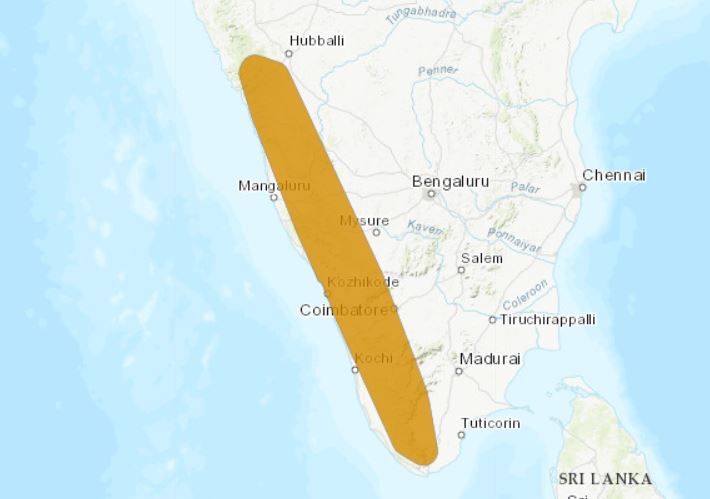 Tungabhadra
Hubballi
Penner
Chennai
Bengaluru
Mangaluru
Palar
Mysure
Kaveri
Ponnaiyar
Salem
Kozhikode
Coimbatore
Coleroon
Tiruchirappalli
Kochi
Madurai
Tuticorin
SRI LANKA